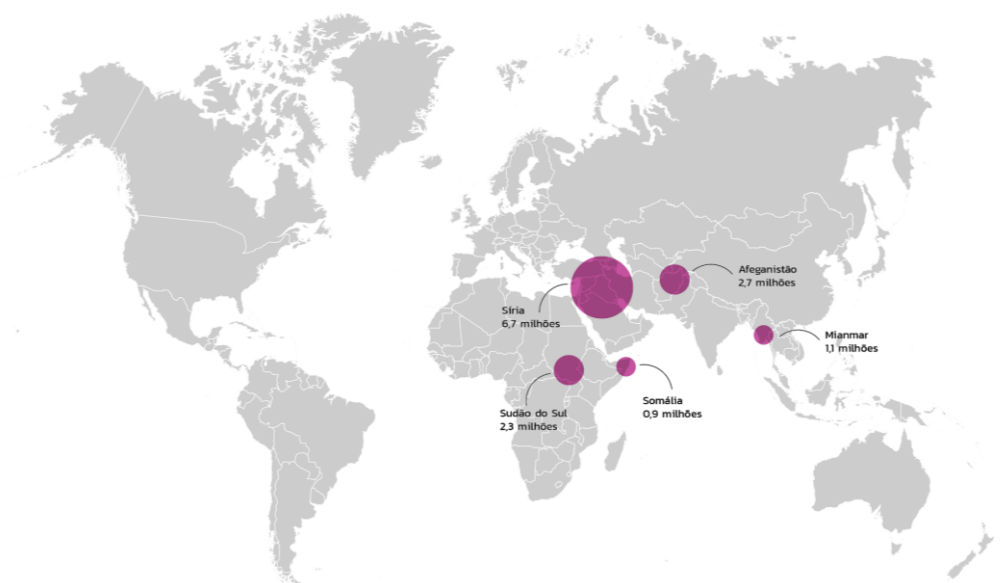 Afeganistão
2,7 milhões
Síria
6,7 milhões
Mianmar
1,1 milhões
Somália
0,9 milhões
Sudão do Sul
2,3 milhões